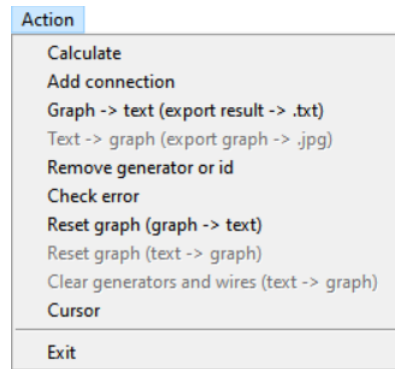 Action
Calculate
Add connection
Graph -> text (export result -> .txt)
Text -> graph (export graph -> .jpg)
Remove generator or id
Check error
Reset graph (graph -> text)
Reset graph (text -> graph)
Clear generators and wires (text -> graph)
Cursor
Exit